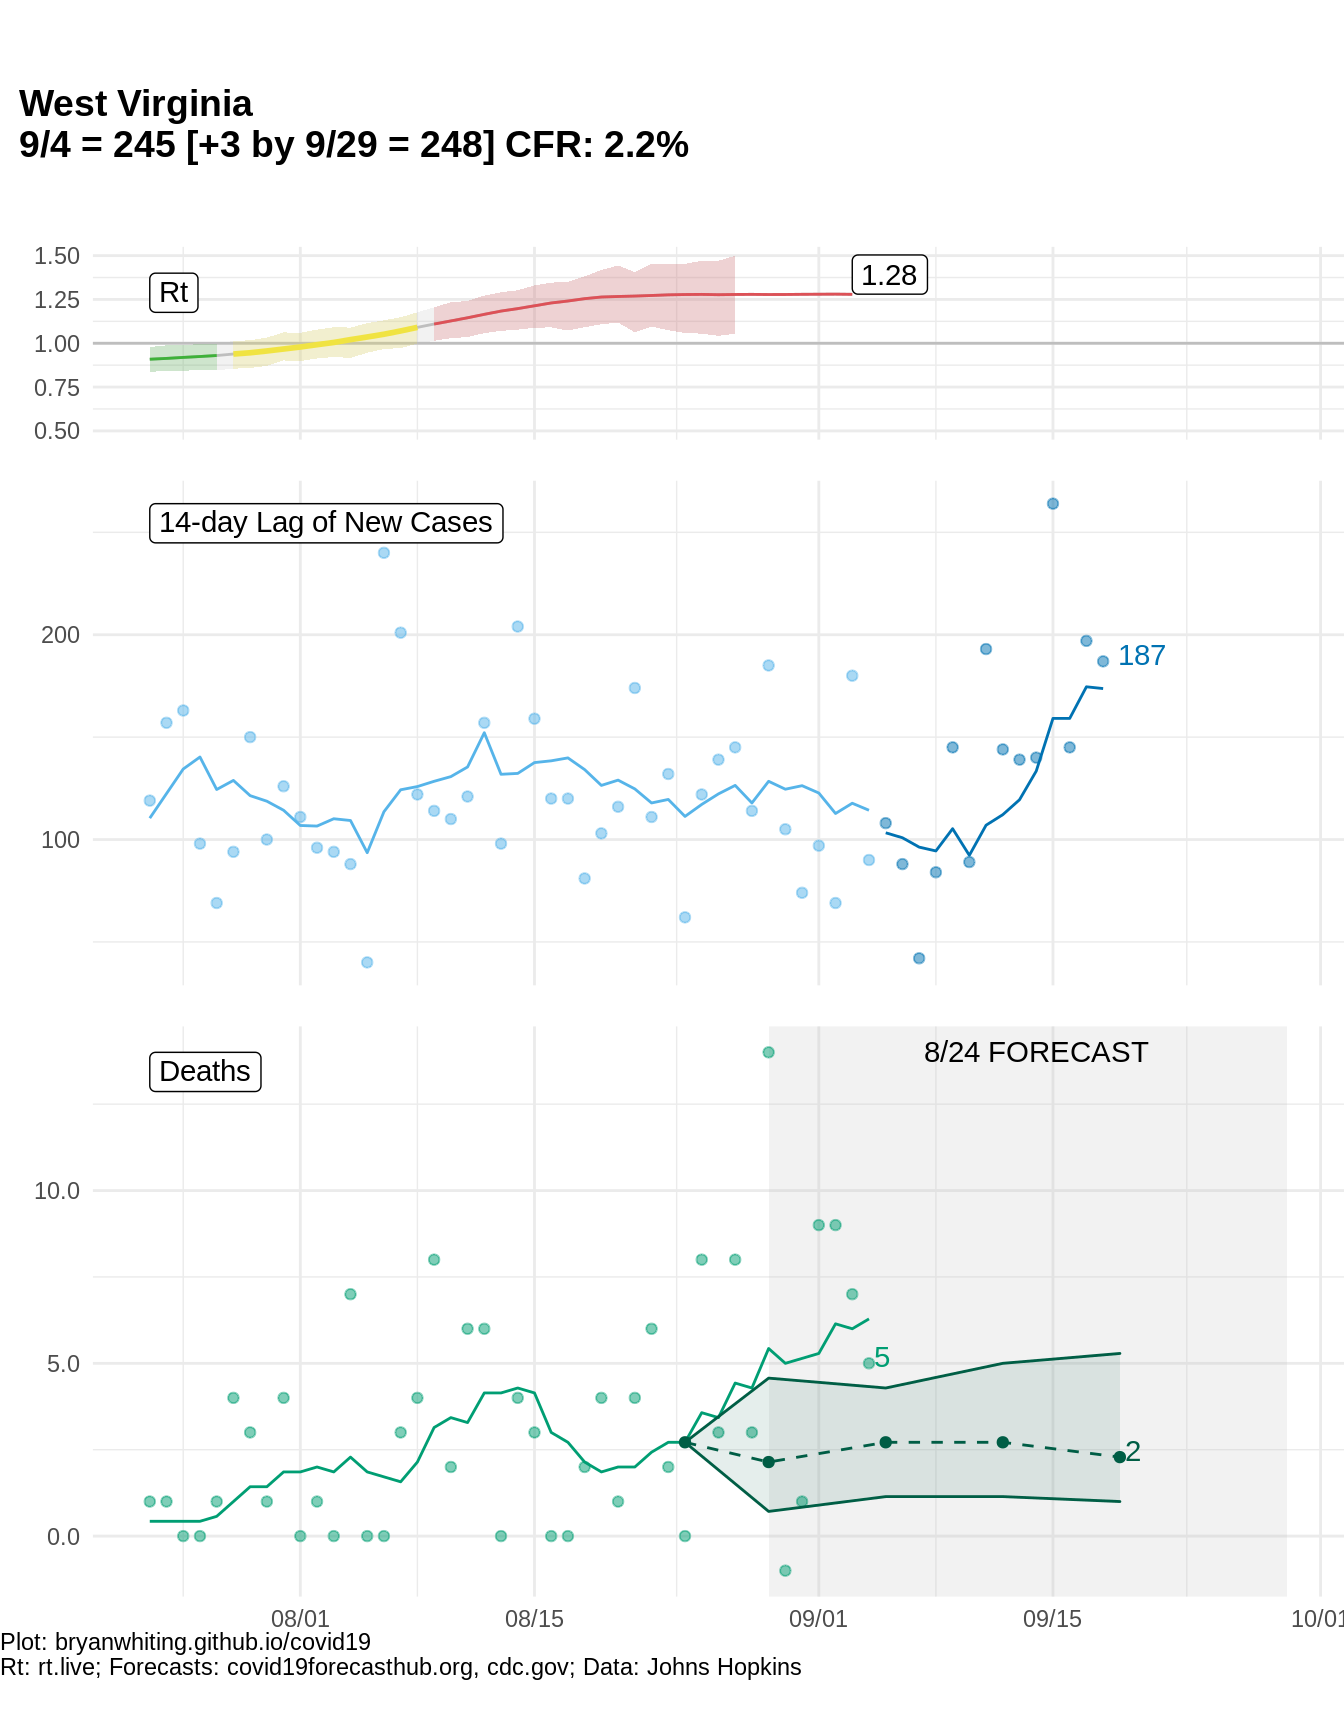 West Virginia
9/4 = 245 [+3 by 9/29 = 248] CFR: 2.2%
1.50
1.25
1.00
0.75
0.50
Rt
1.28
14-day Lag of New Cases
200
100
187
Deaths
8/24 FORECAST
10.0
5.0
0.0
5
2
08/01
08/15
09/01
09/15
10/01
Plot: bryanwhiting.github.io/covid19
Rt: rt.live; Forecasts: covid19forecasthub.org, cdc.gov; Data: Johns Hopkins